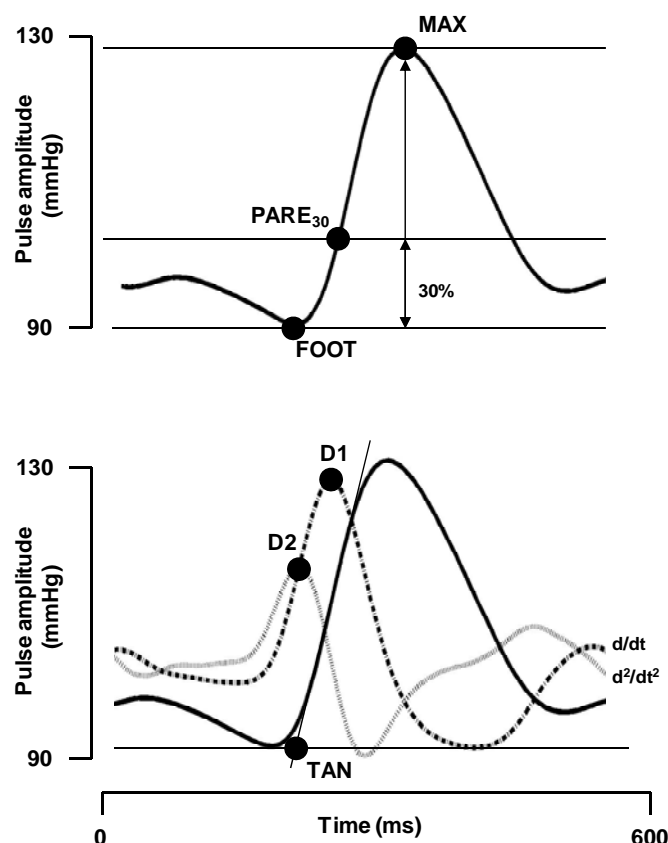 130
MAX
Pulse amplitude
(mmHg)
PARE30
30%
90
FOOT
130
D1
D2
Pulse amplitude
(mmHg)
d/dt
d²/dt²
90
TAN
0
Time (ms)
600